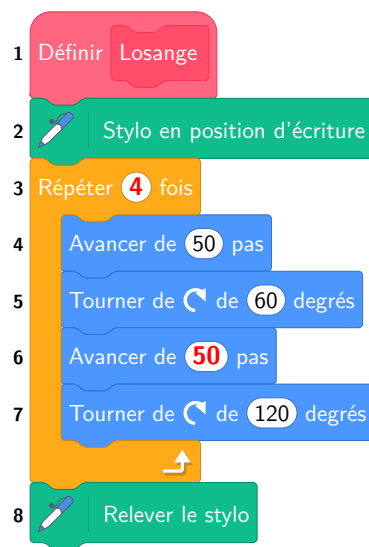 1 Définir Losange
2 Stylo en position d'écriture
3 Répéter 4 fois
4 Avancer de 50 pas
5 Tourner de de 60 degrés
6 Avancer de 50 pas
7 Tourner de de 120 degrés
8 Relever le stylo